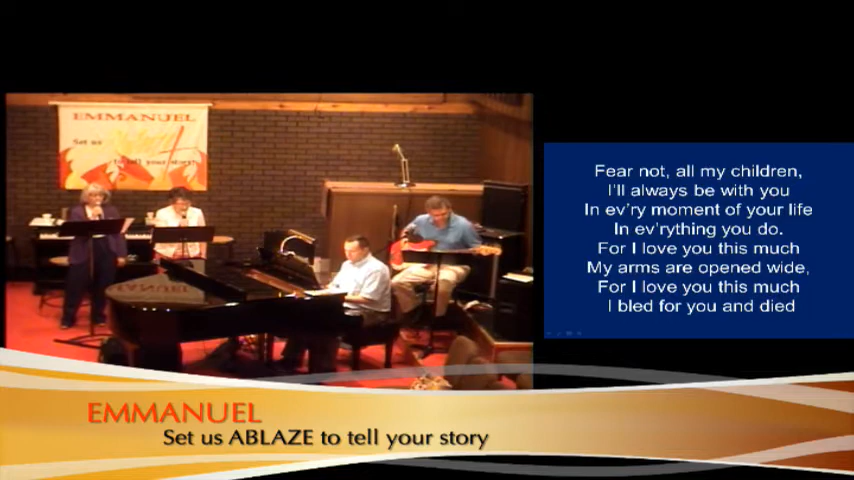 EMMANUEL
Set us
to tell your story!
Fear not, all my children,
I'll always be with you
In ev'ry moment of your life
In ev'rything you do.
For I love you this much
My arms are opened wide,
For I love you this much
I bled for you and died
EMMANUEL
Set us ABLAZE to tell your story